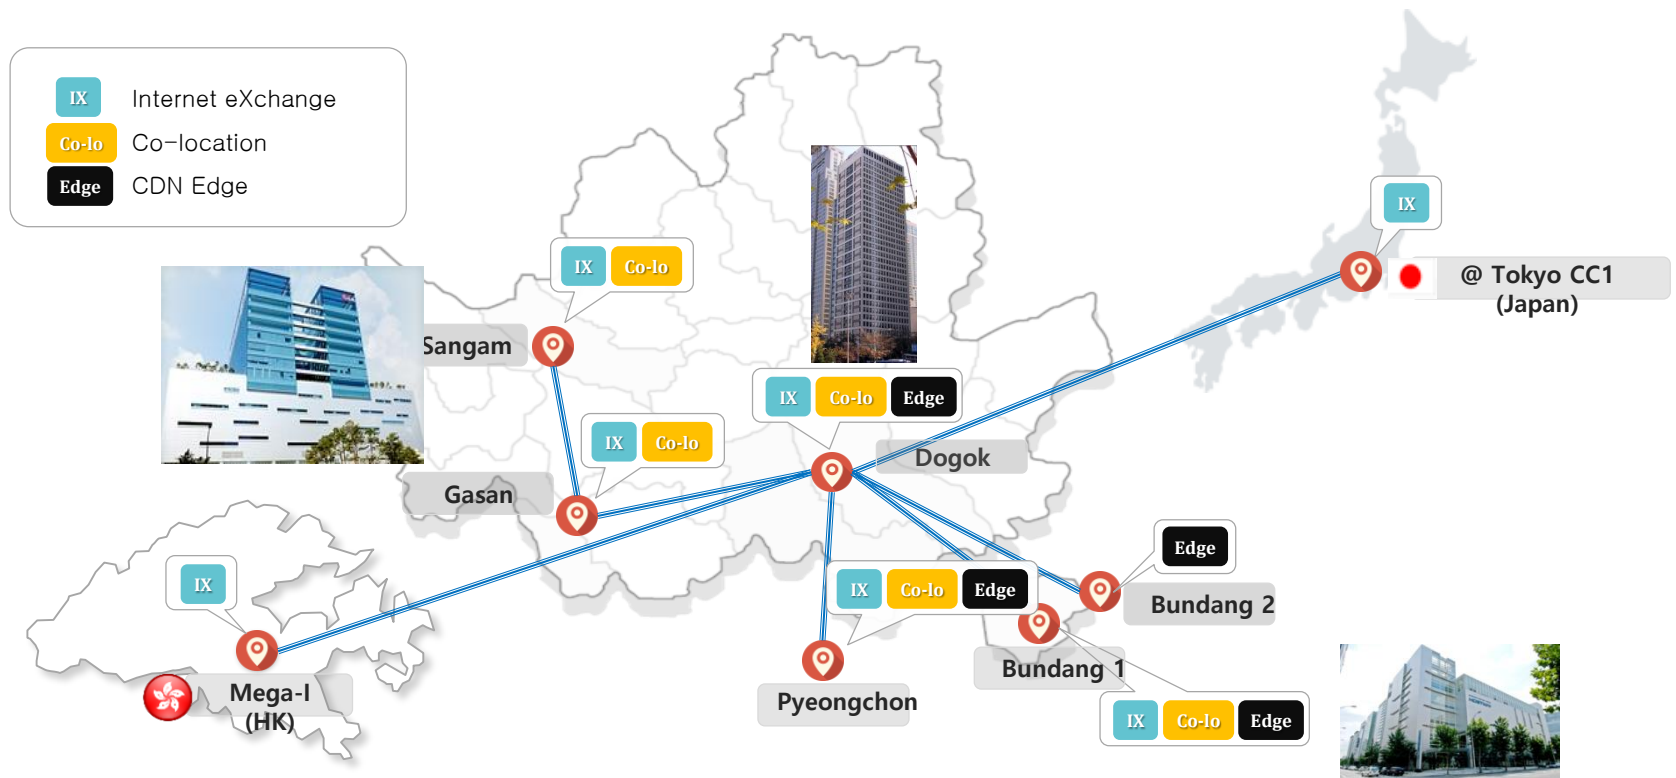 IX Internet eXchange
Co-lo Co-location
Edge CDN Edge
IX
@ Tokyo CC1
(Japan)
IX Co-lo
Sangam
IX Co-lo Edge
Dogok
IX Co-lo
Gasan
Edge
Bundang 2
IX
Mega-I
(HK)
IX Co-lo Edge
Pyeongchon
Bundang 1
IX Co-lo Edge